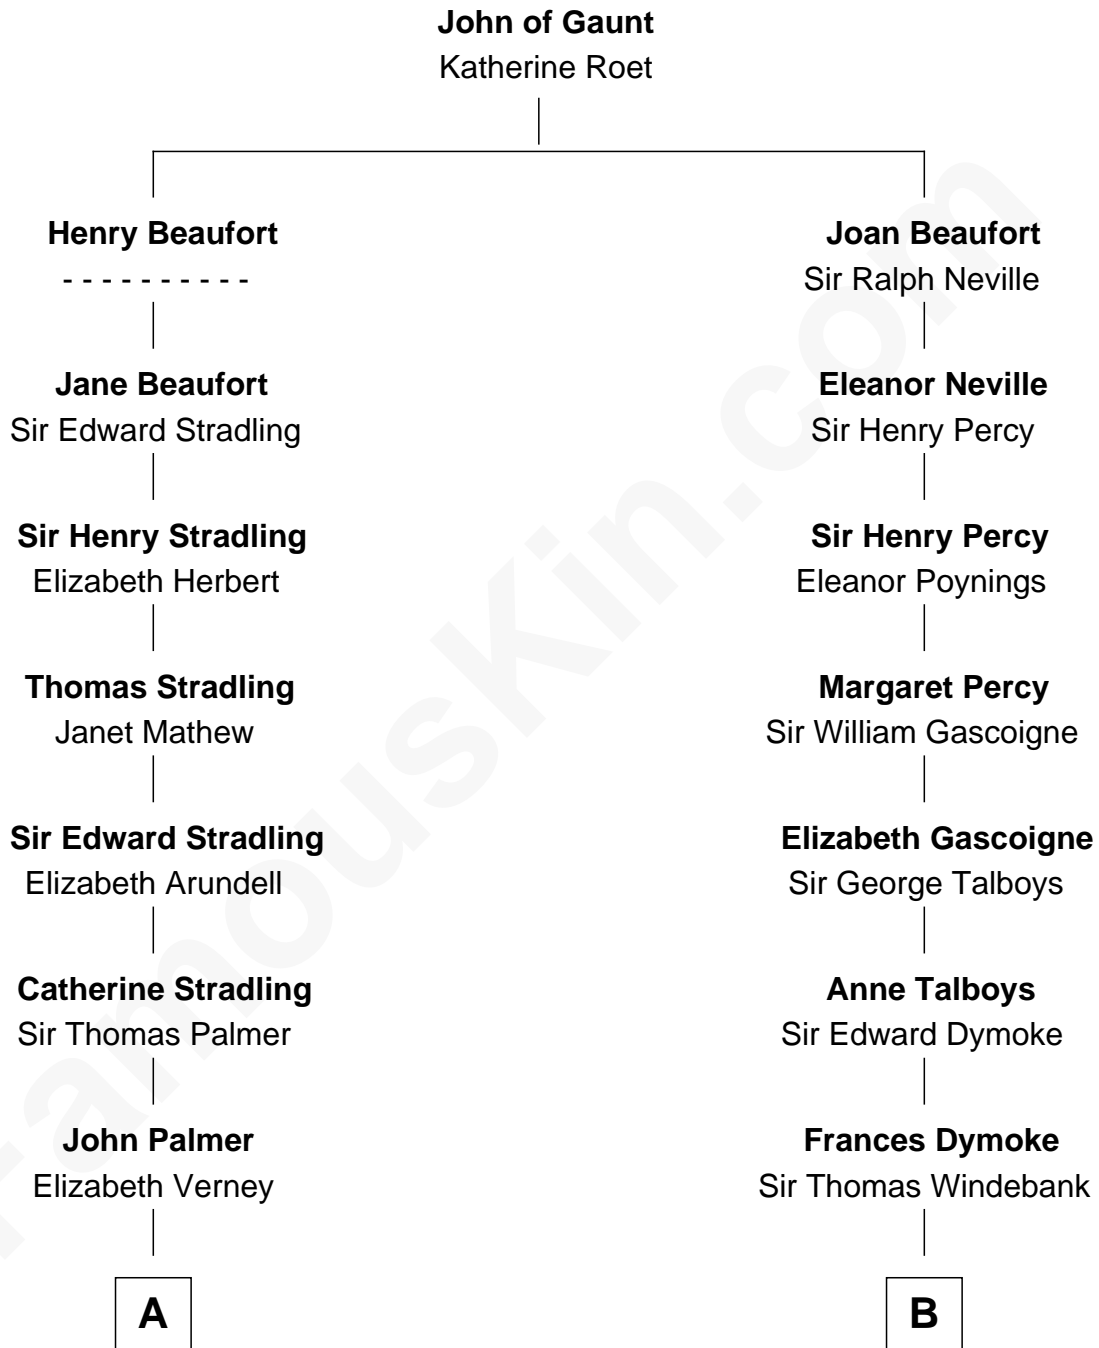 John of Gaunt
Katherine Roet
Henry Beaufort
- - - - - - - - - -
Jane Beaufort
Sir Edward Stradling
Sir Henry Stradling
Elizabeth Herbert
Thomas Stradling
Janet Mathew
Sir Edward Stradling
Elizabeth Arundell
Catherine Stradling
Sir Thomas Palmer
John Palmer
Elizabeth Verney
A
Joan Beaufort
Sir Ralph Neville
Eleanor Neville
Sir Henry Percy
Sir Henry Percy
Eleanor Poynings
Margaret Percy
Sir William Gascoigne
Elizabeth Gascoigne
Sir George Talboys
Anne Talboys
Sir Edward Dymoke
Frances Dymoke
Sir Thomas Windebank
B
FamousKin.com